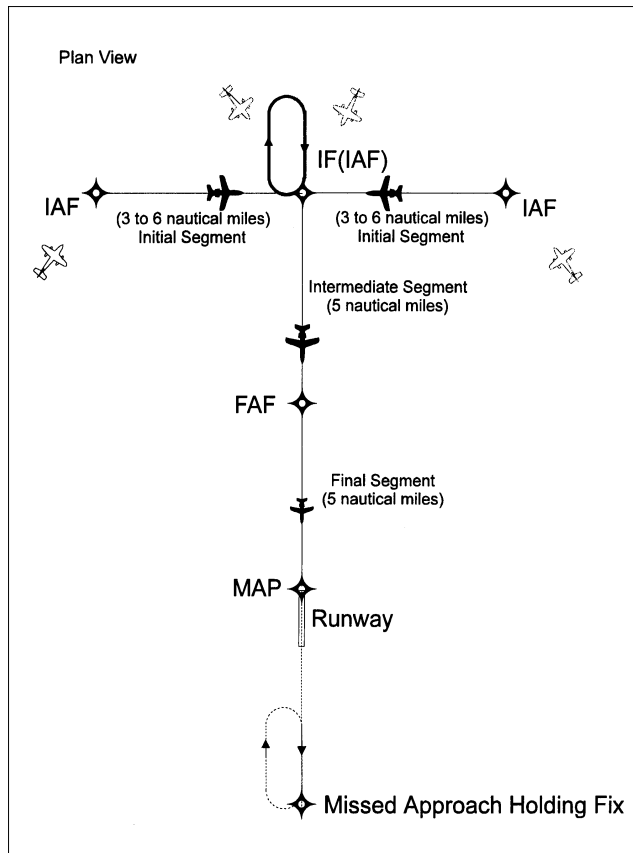 Plan View
IF(IAF)
IAF
(3 to 6 nautical miles)
Initial Segment
(3 to 6 nautical miles)
Initial Segment
IAF
Intermediate Segment
(5 nautical miles)
FAF
Final Segment
(5 nautical miles)
MAP
Runway
Missed Approach Holding Fix